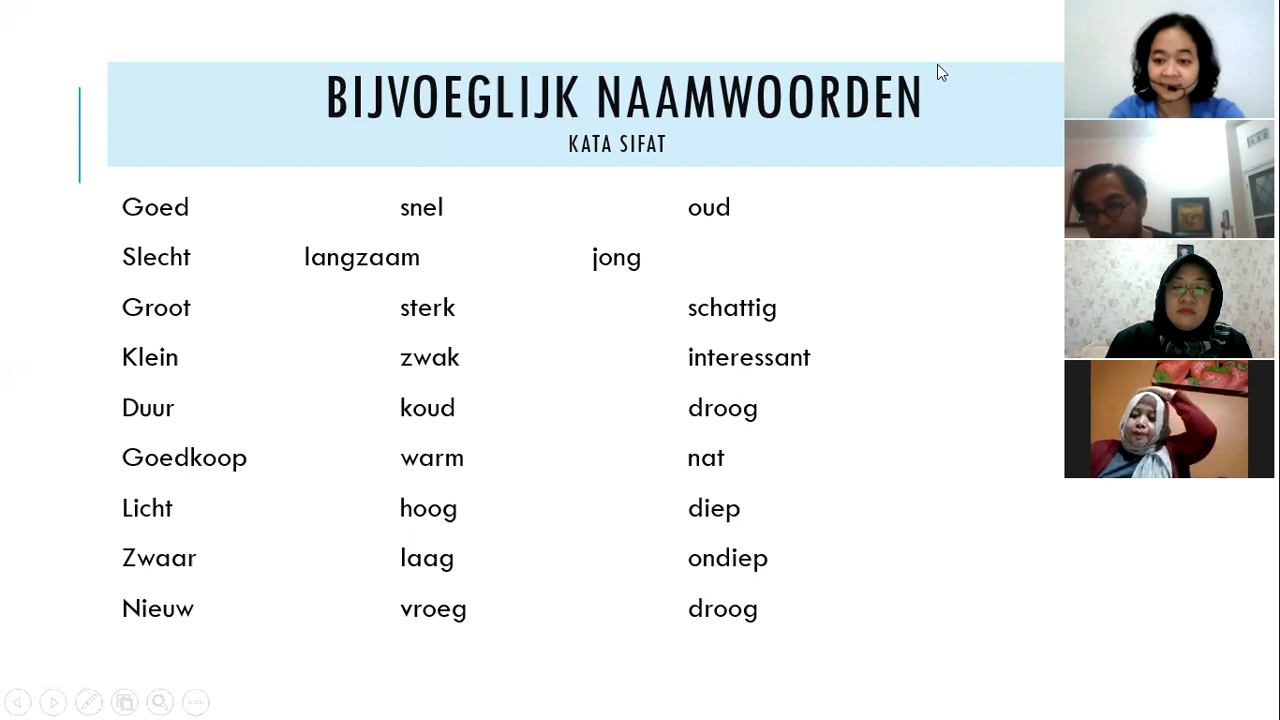 BIJVOEGLIJK NAAMWOORDEN
KATA SIFAT
Goed snel oud
Slecht langzaam jong
Groot sterk schattig
Klein zwak interessant
Duur koud droog
Goedkoop warm nat
Licht hoog diep
Zwaar laag ondiep
Nieuw vroeg droog